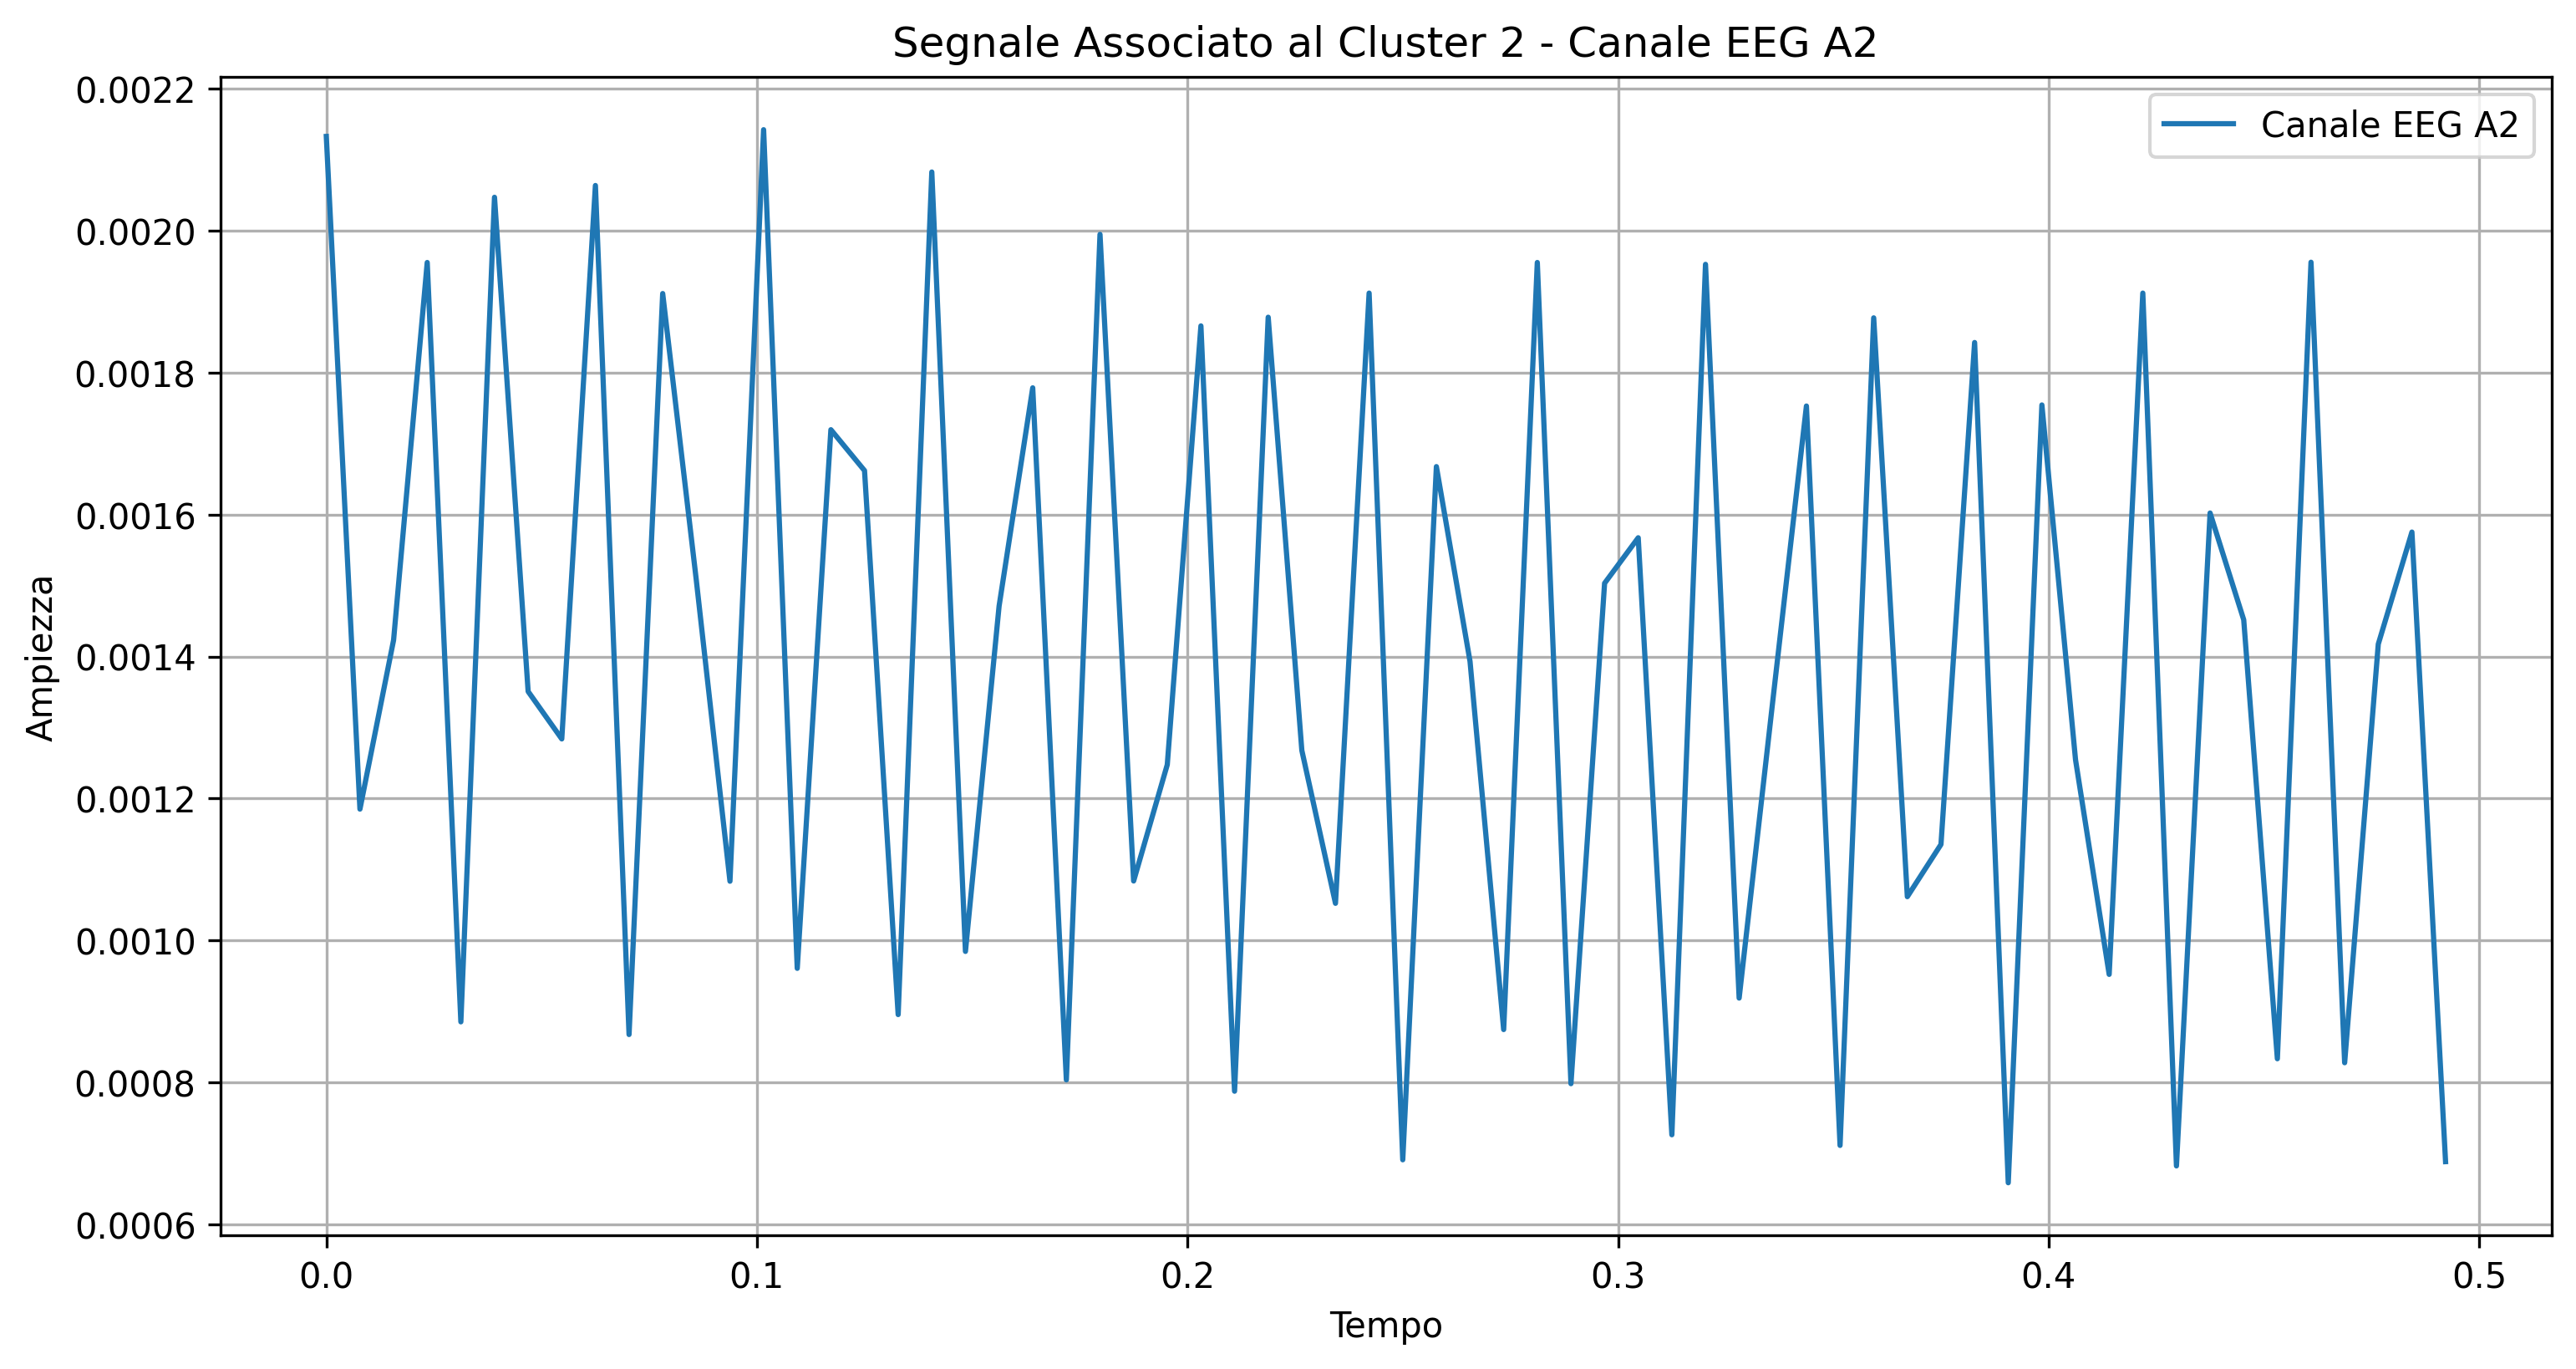 Segnale Associato al Cluster 2 - Canale EEG A2
Canale EEG A2
0.0022
0.0020
0.0018
0.0016
0.0014
0.0012
0.0010
0.0008
0.0006
Ampiezza
0.0 0.1 0.2 0.3 0.4 0.5
Tempo